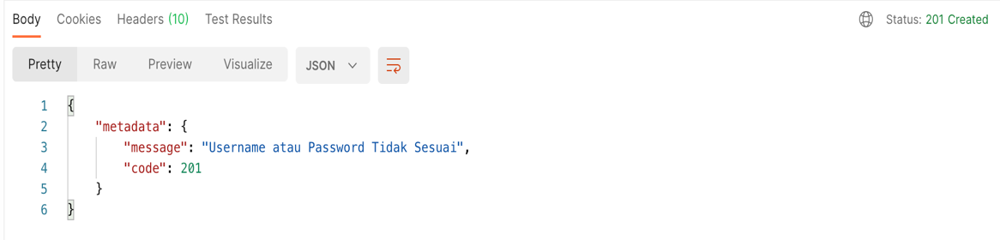 Body Cookies Headers (10) Test Results Status: 201 Created
Pretty Raw Preview Visualize JSON
1 {
2 "metadata": {
3 "message": "Username atau Password Tidak Sesuai",
4 "code": 201
5 }
6 }